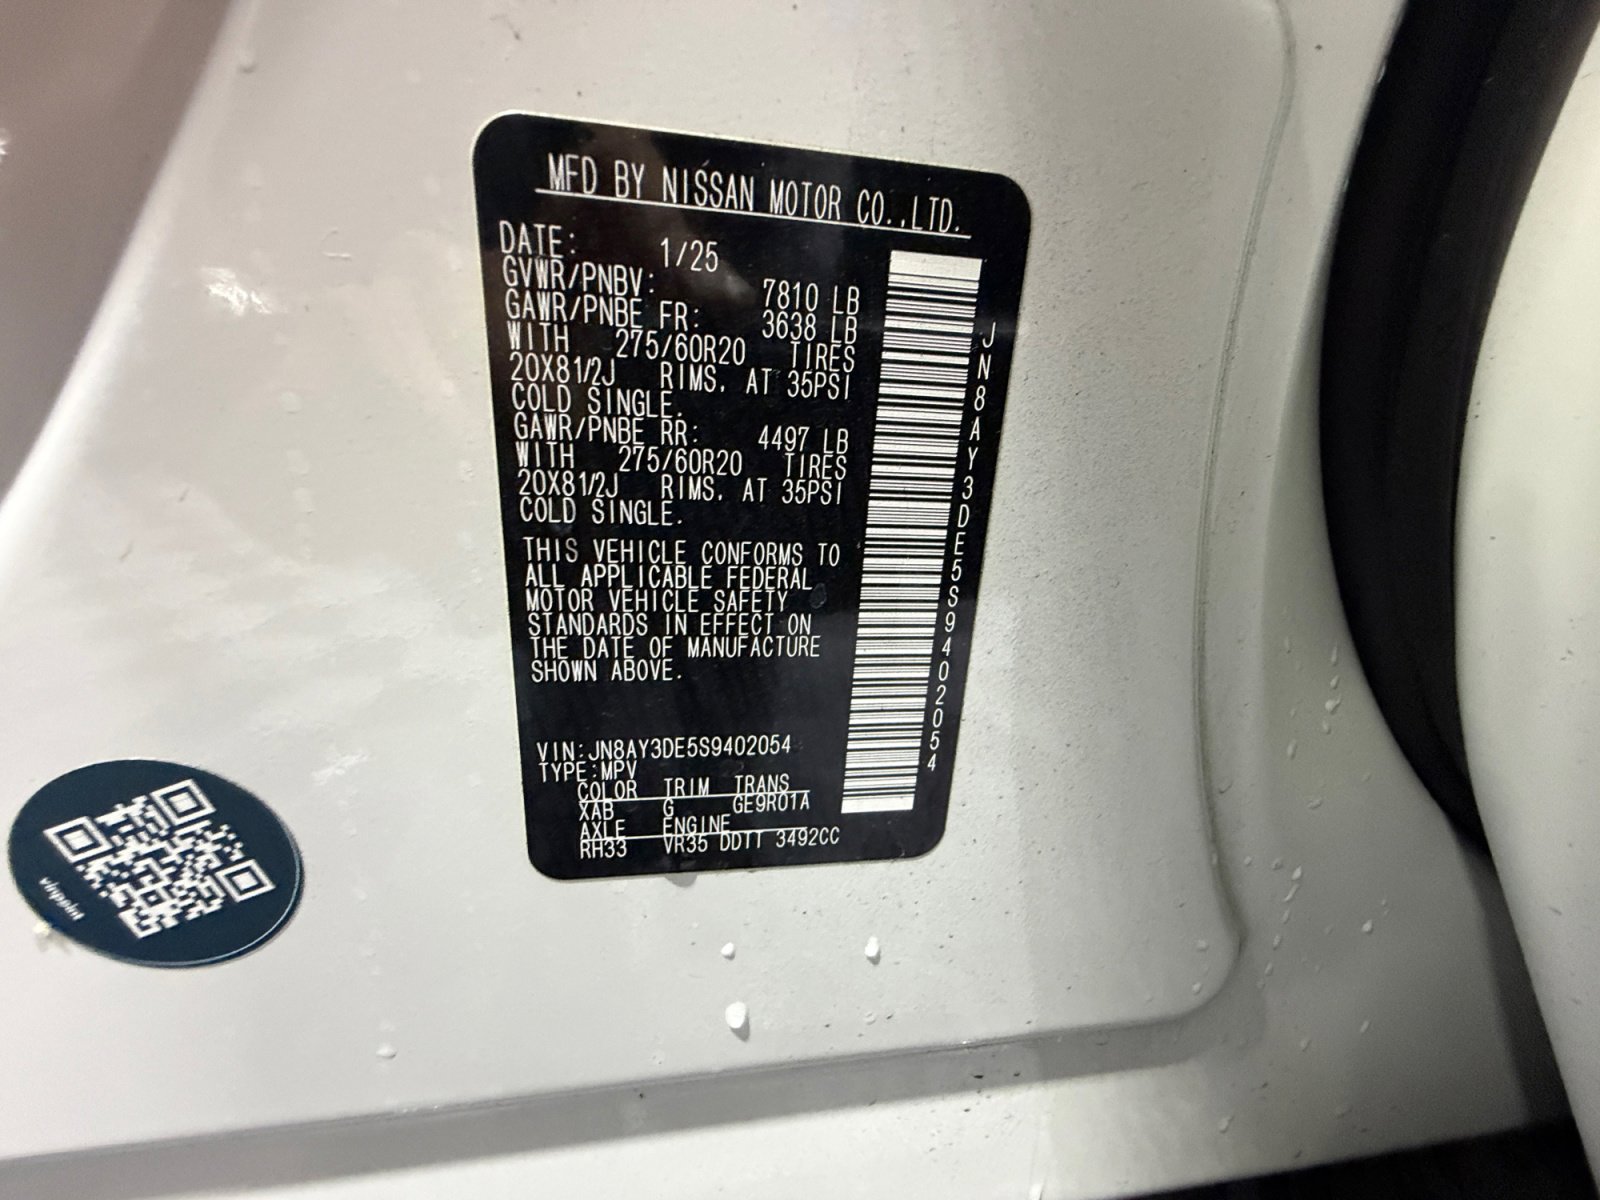 MFD BY NISSAN MOTOR CO.,LTD.
DATE: 1/25
GVWR/PNBV: 7810 LB
GAWR/PNBE FR: 3638 LB
WITH 275/60R20 TIRES
20X81/2J RIMS. AT 35PSI
COLD SINGLE.
GAWR/PNBE RR: 4497 LB
WITH 275/60R20 TIRES
20X81/2J RIMS. AT 35PSI
COLD SINGLE.
THIS VEHICLE CONFORMS TO
ALL APPLICABLE FEDERAL
MOTOR VEHICLE SAFETY
STANDARDS IN EFFECT ON
THE DATE OF MANUFACTURE
SHOWN ABOVE.
VIN:JN8AY3DE5S9402054
TYPE:MPV
COLOR TRIM TRANS
XAB G GE9R01A
AXLE ENGINE
RH33 VR35 DDTT 3492CC
JN8AY3DE5S9402054
vinpoint